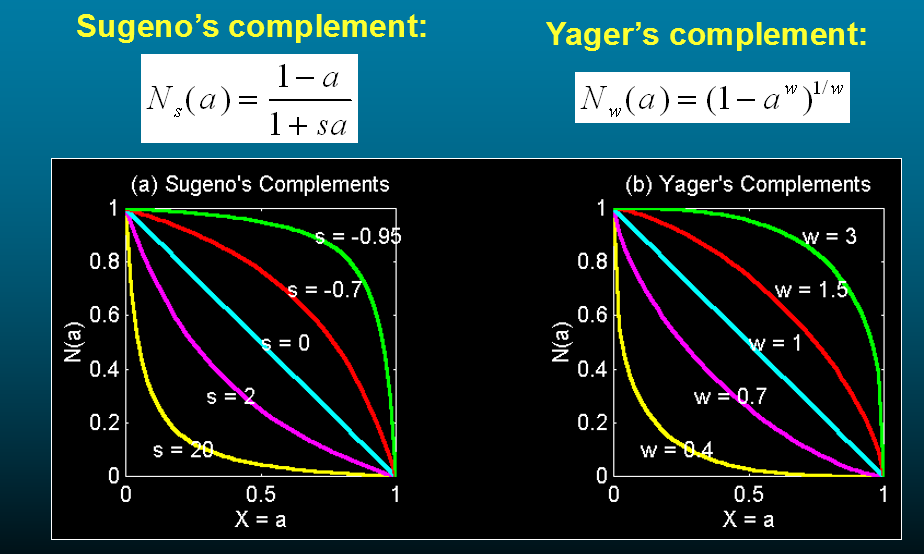 Sugeno's complement:
Yager's complement:
N_s(a) = \frac{1-a}{1+sa}
N_w(a) = (1-a^w)^{1/w}
(a) Sugeno's Complements
1
0.8
0.6
0.4
0.2
0
N(a)
s = -0.95
s = -0.7
s = 0
s = 2
s = 20
0
0.5
1
X = a
(b) Yager's Complements
1
0.8
0.6
0.4
0.2
0
N(a)
w = 3
w = 1.5
w = 1
w = 0.7
w = 0.4
0
0.5
1
X = a